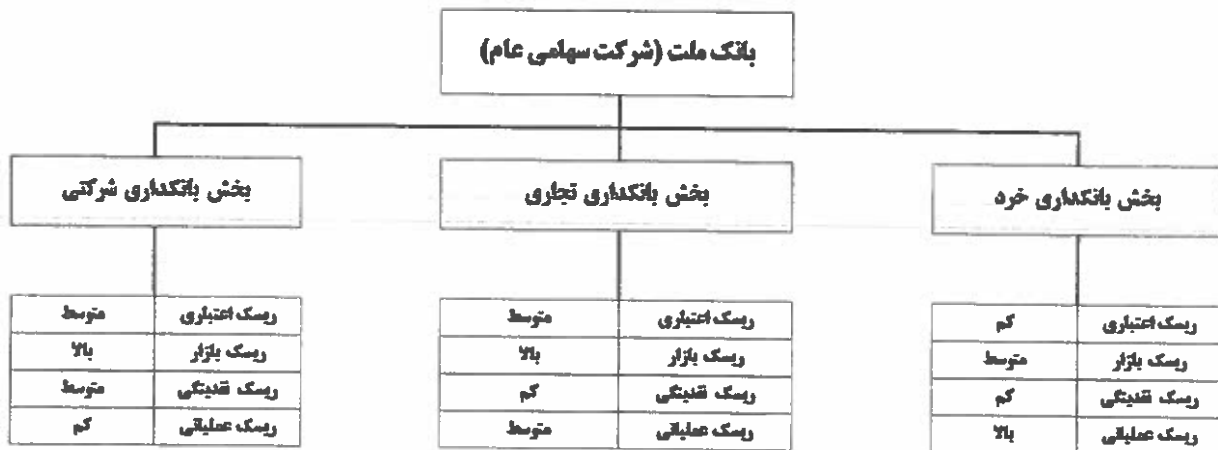 بانک ملت (شرکت سهامی عام)
بخش بانکداری خرد
بخش بانکداری تجاری
بخش بانکداری شرکتی
ریسک اعتباری کم
ریسک بازار متوسط
ریسک نقدینگی کم
ریسک عملیاتی بالا
ریسک اعتباری متوسط
ریسک بازار بالا
ریسک نقدینگی کم
ریسک عملیاتی متوسط
ریسک اعتباری متوسط
ریسک بازار بالا
ریسک نقدینگی متوسط
ریسک عملیاتی کم